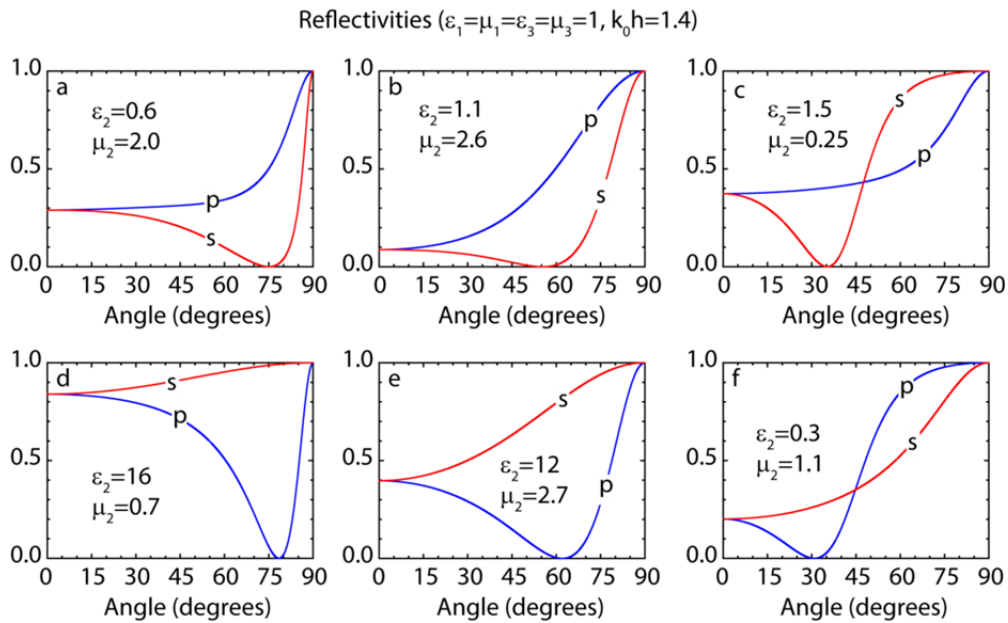 Reflectivities (ε₁=μ₁=ε₃=μ₃=1, k₀h=1.4)
a
ε₂=0.6
μ₂=2.0
p
s
1.0
0.5
0.0
0 15 30 45 60 75 90
Angle (degrees)
b
ε₂=1.1
μ₂=2.6
p
s
1.0
0.5
0.0
0 15 30 45 60 75 90
Angle (degrees)
c
ε₂=1.5
μ₂=0.25
s
p
1.0
0.5
0.0
0 15 30 45 60 75 90
Angle (degrees)
d
s
p
ε₂=16
μ₂=0.7
1.0
0.5
0.0
0 15 30 45 60 75 90
Angle (degrees)
e
s
ε₂=12
μ₂=2.7
p
1.0
0.5
0.0
0 15 30 45 60 75 90
Angle (degrees)
f
p
ε₂=0.3
μ₂=1.1
s
1.0
0.5
0.0
0 15 30 45 60 75 90
Angle (degrees)